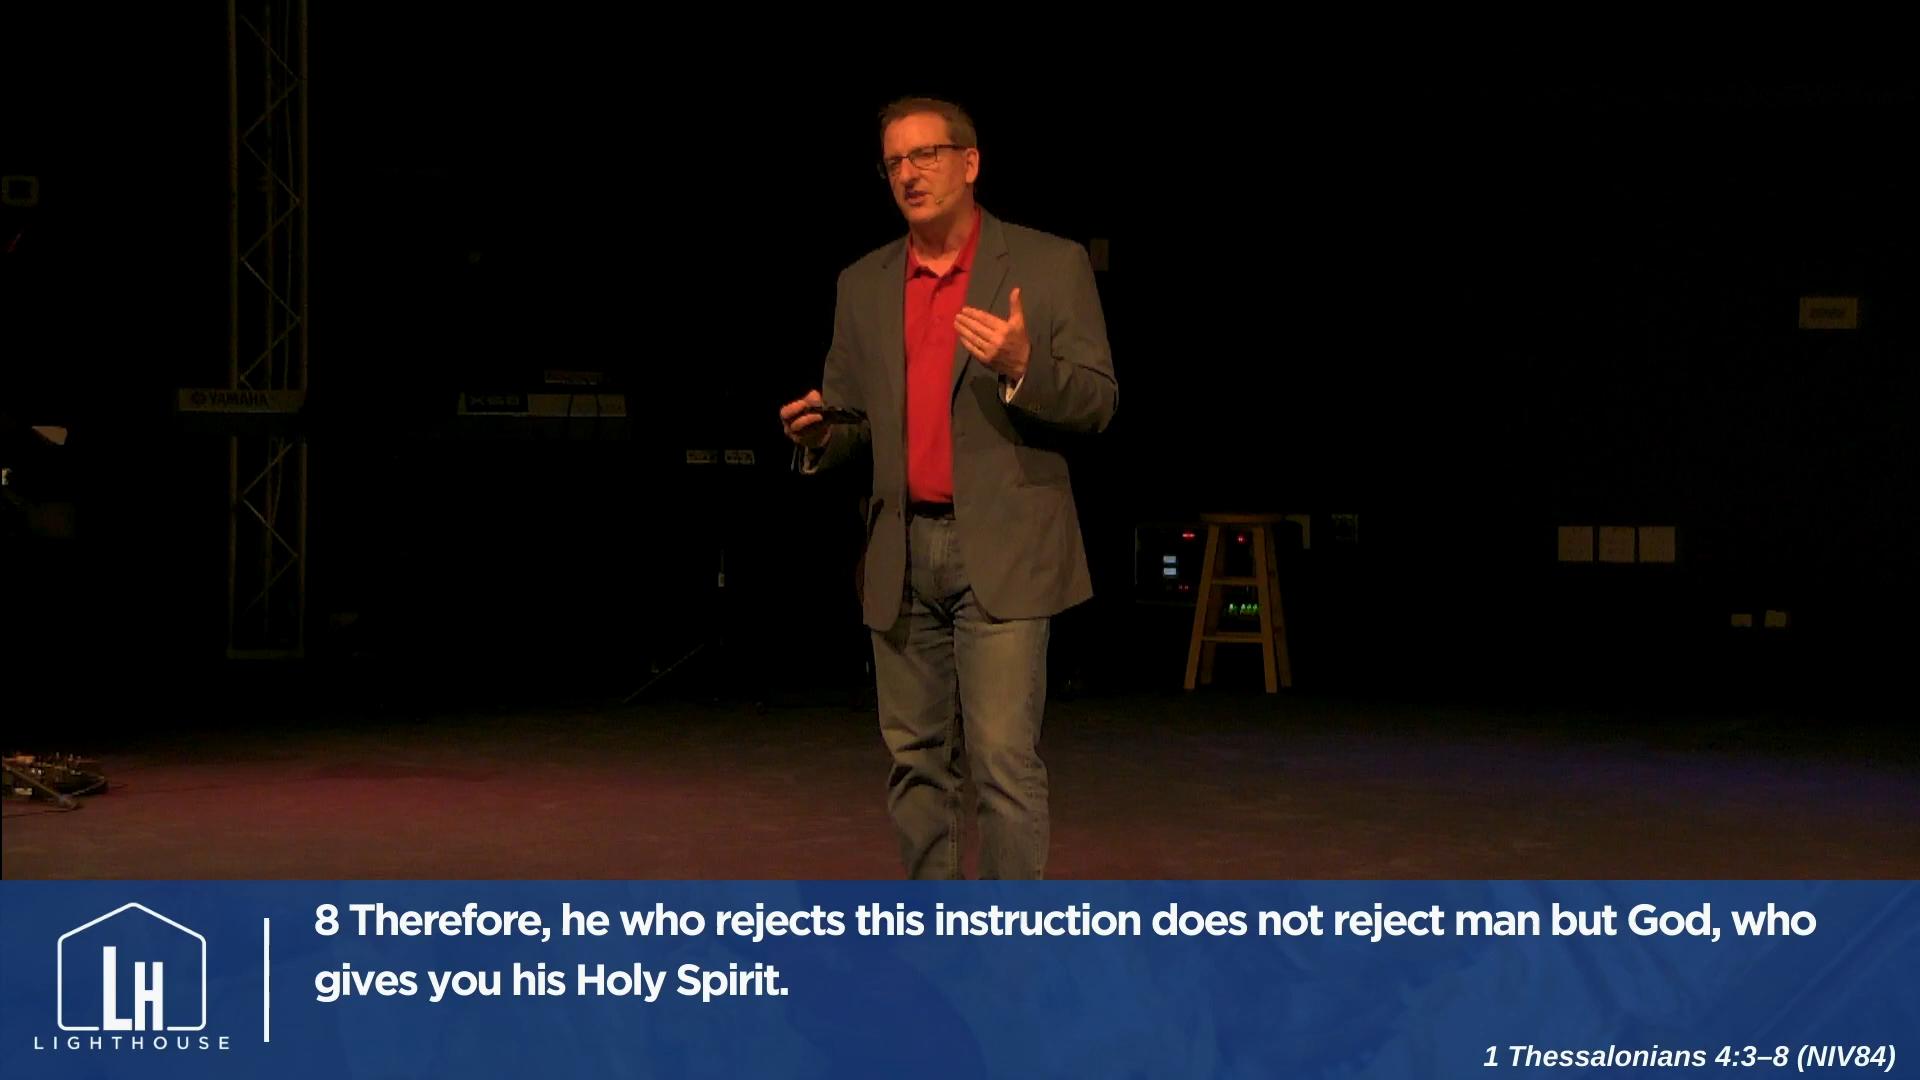 YAMAHA
8 Therefore, he who rejects this instruction does not reject man but God, who
gives you his Holy Spirit.
LH
LIGHTHOUSE
1 Thessalonians 4:3–8 (NIV84)